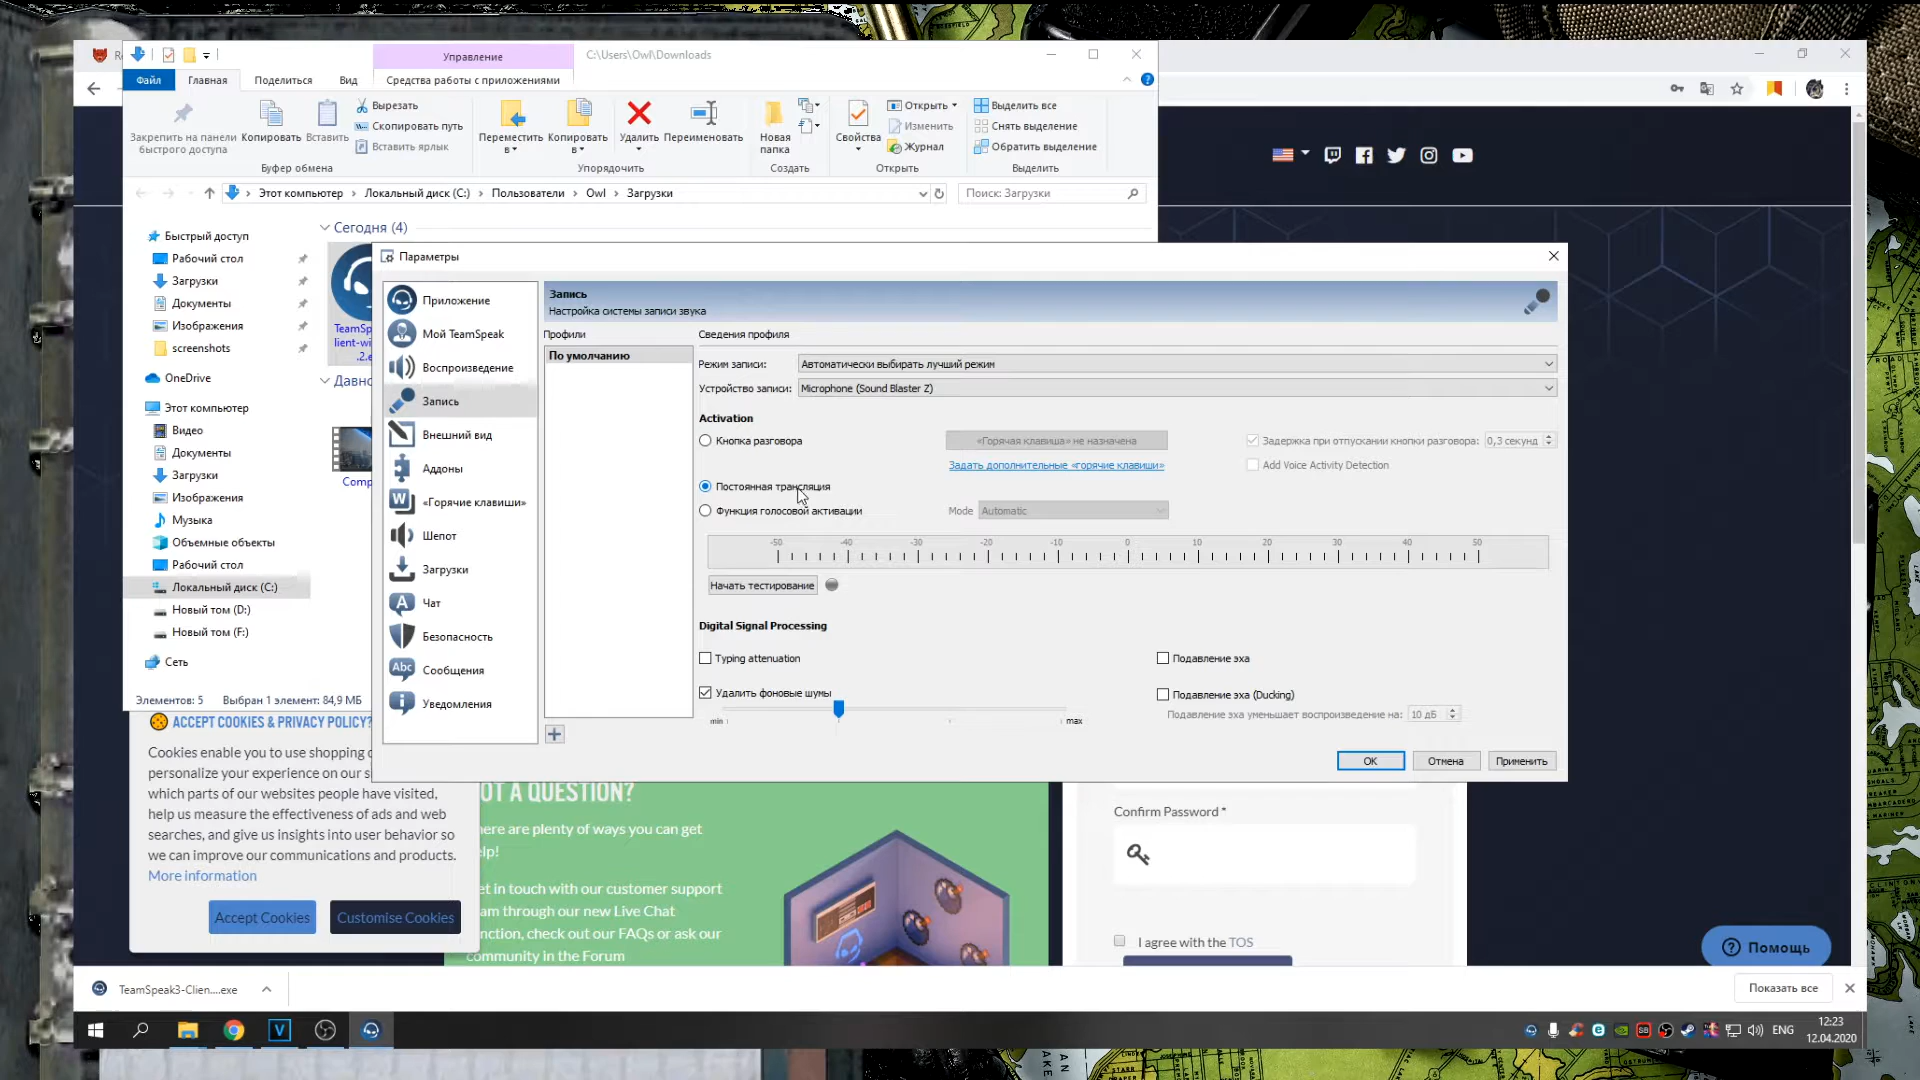 Управление
C:\Users\Owl\Downloads
Файл
Главная
Поделиться
Вид
Средства работы с приложениями
Закрепить на панели
быстрого доступа
Копировать
Вставить
Вырезать
Скопировать путь
Вставить ярлык
Буфер обмена
Переместить
в
Копировать
в
Удалить
Переименовать
Упорядочить
Новая
папка
Создать
Свойства
Открыть
Изменить
Журнал
Открыть
Выделить все
Снять выделение
Обратить выделение
Выделить
Этот компьютер
Локальный диск (C:)
Пользователи
Owl
Загрузки
Поиск: Загрузки
Быстрый доступ
Рабочий стол
Загрузки
Документы
Изображения
screenshots
OneDrive
Этот компьютер
Видео
Документы
Загрузки
Изображения
Музыка
Объемные объекты
Рабочий стол
Локальный диск (C:)
Новый том (D:)
Новый том (F:)
Сеть
Элементов: 5
Выбран 1 элемент: 84,9 МБ
Сегодня (4)
TeamSp
lient-wi
.2.e
Давно
Comp
Параметры
Приложение
Мой TeamSpeak
Воспроизведение
Запись
Внешний вид
Аддоны
«Горячие клавиши»
Шепот
Загрузки
Чат
Безопасность
Сообщения
Уведомления
Запись
Настройка системы записи звука
Профили
По умолчанию
Сведения профиля
Режим записи:
Автоматически выбирать лучший режим
Устройство записи:
Microphone (Sound Blaster Z)
Activation
Кнопка разговора
«Горячая клавиша» не назначена
Задержка при отпускании кнопки разговора:
0,3 секунд
Задать дополнительные «горячие клавиши»
Add Voice Activity Detection
Постоянная трансляция
Функция голосовой активации
Mode
Automatic
-50 -40 -30 -20 -10 0 10 20 30 40 50
Начать тестирование
Digital Signal Processing
Typing attenuation
Подавление эха
Удалить фоновые шумы
Подавление эха (Ducking)
min
max
Подавление эха уменьшает воспроизведение на:
10 дБ
OK
Отмена
Применить
ACCEPT COOKIES & PRIVACY POLICY?
Cookies enable you to use shopping c
personalize your experience on our s
which parts of our websites people have visited,
help us measure the effectiveness of ads and web
searches, and give us insights into user behavior so
we can improve our communications and products.
More information
Accept Cookies
Customise Cookies
OT A QUESTION?
here are plenty of ways you can get
elp!
et in touch with our customer support
am through our new Live Chat
nction, check out our FAQs or ask our
ommunity in the Forum
Confirm Password *
I agree with the TOS
Помощь
TeamSpeak3-Clien....exe
Показать все
ENG
12:23
12.04.2020